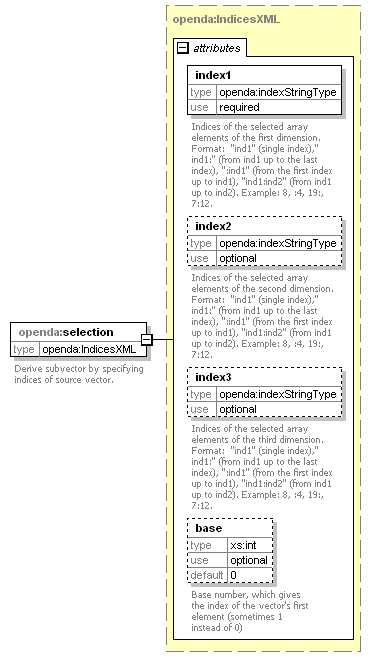 openda:IndicesXML
attributes
index1
type openda:indexStringType
use required
Indices of the selected array
elements of the first dimension.
Format:  "ind1" (single index),"
ind1:" (from ind1 up to the last
index), ":ind1" (from the first index
up to ind1), "ind1:ind2" (from ind1
up to ind2). Example: 8, :4, 19:,
7:12.
index2
type openda:indexStringType
use optional
Indices of the selected array
elements of the second dimension.
Format:  "ind1" (single index),"
ind1:" (from ind1 up to the last
index), ":ind1" (from the first index
up to ind1), "ind1:ind2" (from ind1
up to ind2). Example: 8, :4, 19:,
7:12.
openda:selection
type openda:IndicesXML
Derive subvector by specifying
indices of source vector.
index3
type openda:indexStringType
use optional
Indices of the selected array
elements of the third dimension.
Format:  "ind1" (single index),"
ind1:" (from ind1 up to the last
index), ":ind1" (from the first index
up to ind1), "ind1:ind2" (from ind1
up to ind2). Example: 8, :4, 19:,
7:12.
base
type xs:int
use optional
default 0
Base number, which gives
the index of the vector's first
element (sometimes 1
instead of 0)